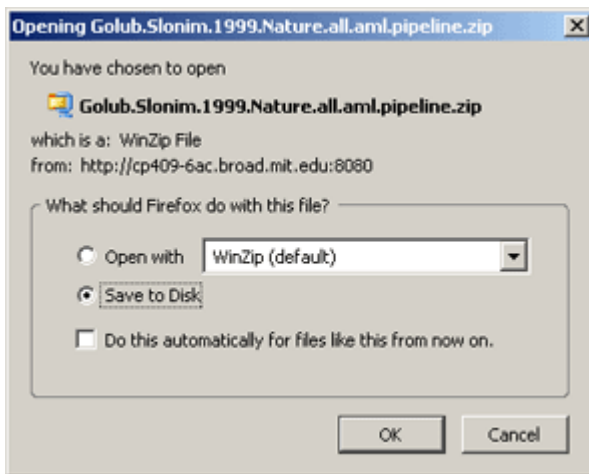 Opening Golub.Slonim.1999.Nature.all.aml.pipeline.zip
You have chosen to open
Golub.Slonim.1999.Nature.all.aml.pipeline.zip
which is a: WinZip File
from: http://cp409-6ac.broad.mit.edu:8080
What should Firefox do with this file?
Open with WinZip (default)
Save to Disk
Do this automatically for files like this from now on.
OK Cancel